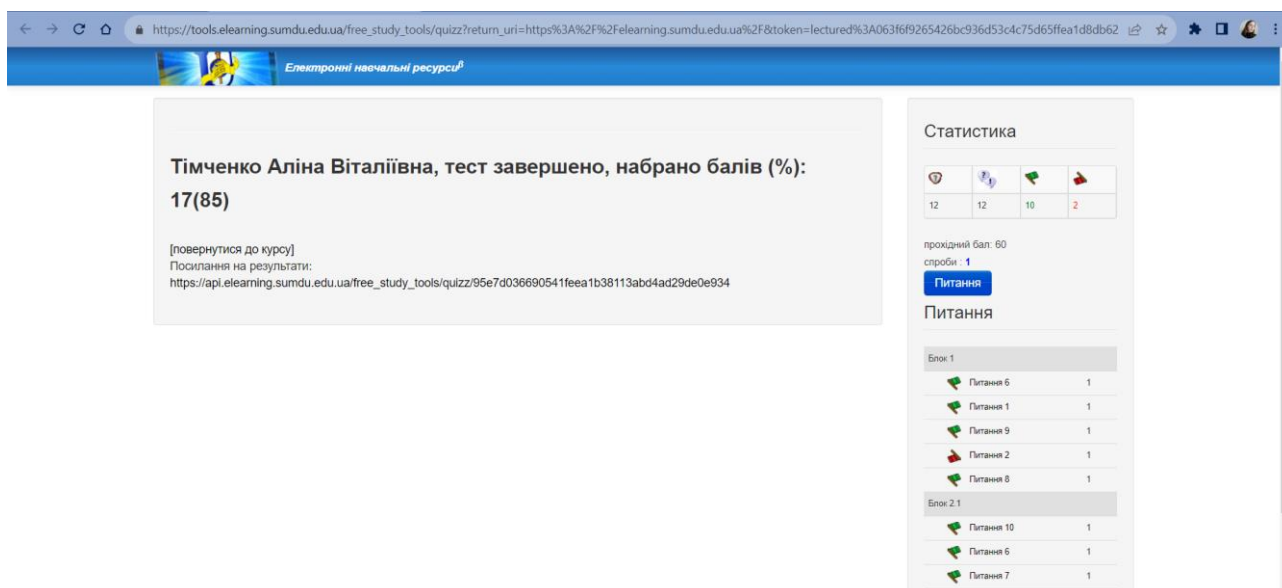 https://tools.elearning.sumdu.edu.ua/free_study_tools/quizz?return_uri=https%3A%2F%2Felearning.sumdu.edu.ua%2F&token=lectured%3A063f6f9265426bc936d53c4c75d65ffea1d8db62
Електронні навчальні ресурсиβ
Тімченко Аліна Віталіївна, тест завершено, набрано балів (%):
17(85)
[повернутися до курсу]
Посилання на результати:
https://api.elearning.sumdu.edu.ua/free_study_tools/quizz/95e7d036690541feea1b38113abd4ad29de0e934
Статистика
12 12 10 2
прохідний бал: 60
спроби : 1
Питання
Питання
Блок 1
Питання 6 1
Питання 1 1
Питання 9 1
Питання 2 1
Питання 8 1
Блок 2.1
Питання 10 1
Питання 6 1
Питання 7 1